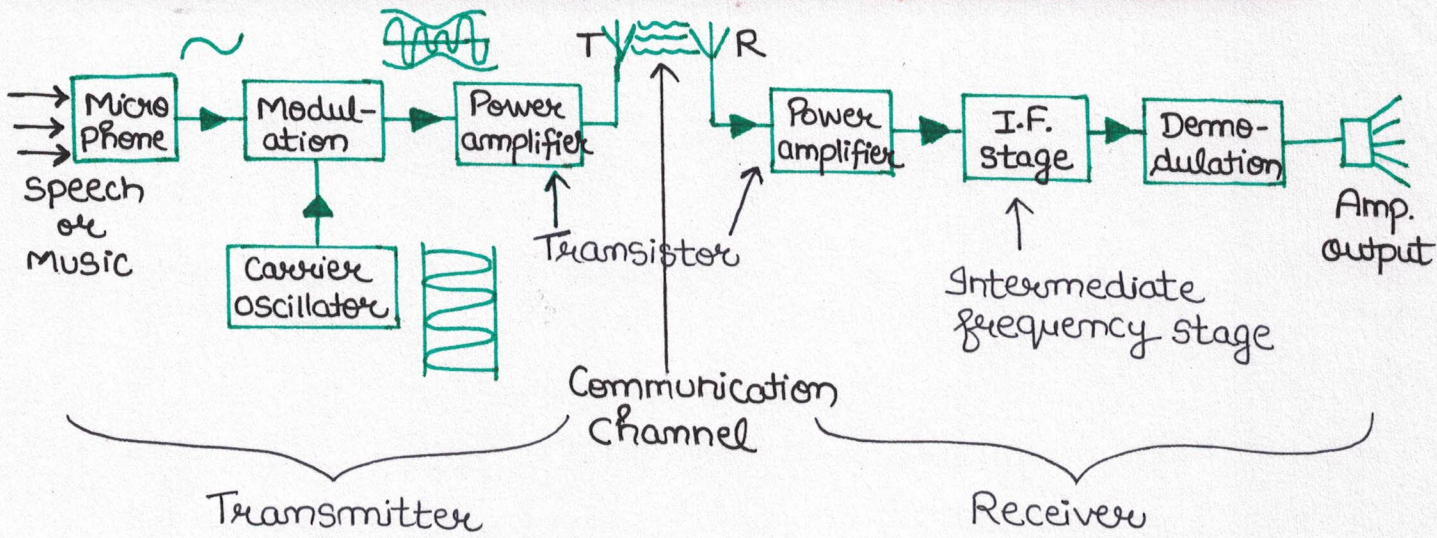 T
R
Micro
Phone
Modul-
ation
Power
amplifier
Power
amplifier
I.F.
stage
Demo-
dulation
Speech
or
Music
Carrier
oscillator
Transistor
Amp.
output
Intermediate
frequency stage
Communication
Channel
Transmitter
Receiver